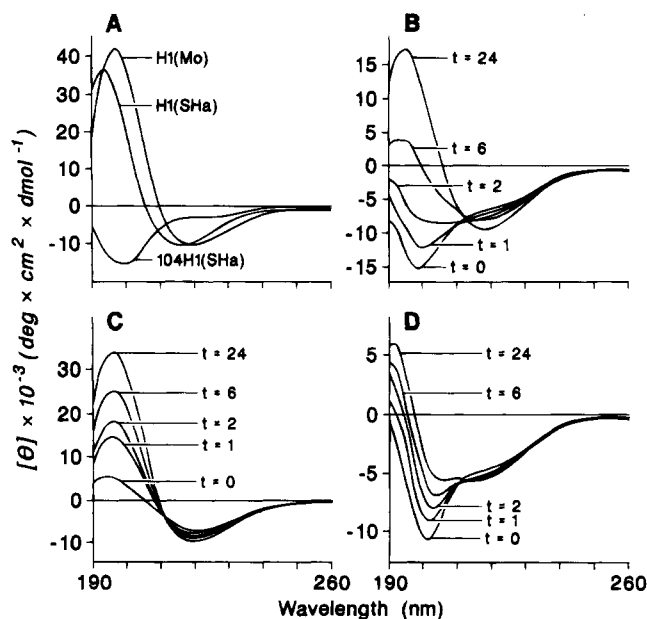 A
40
30
20
10
0
-10
H1(Mo)
H1(SHa)
104H1(SHa)
B
15
10
5
0
-5
-10
-15
t = 24
t = 6
t = 2
t = 1
t = 0
C
30
20
10
0
-10
t = 24
t = 6
t = 2
t = 1
t = 0
190
260
D
5
0
-5
-10
t = 24
t = 6
t = 2
t = 1
t = 0
190
260
[θ] × 10⁻³ (deg × cm² × dmol⁻¹)
Wavelength (nm)